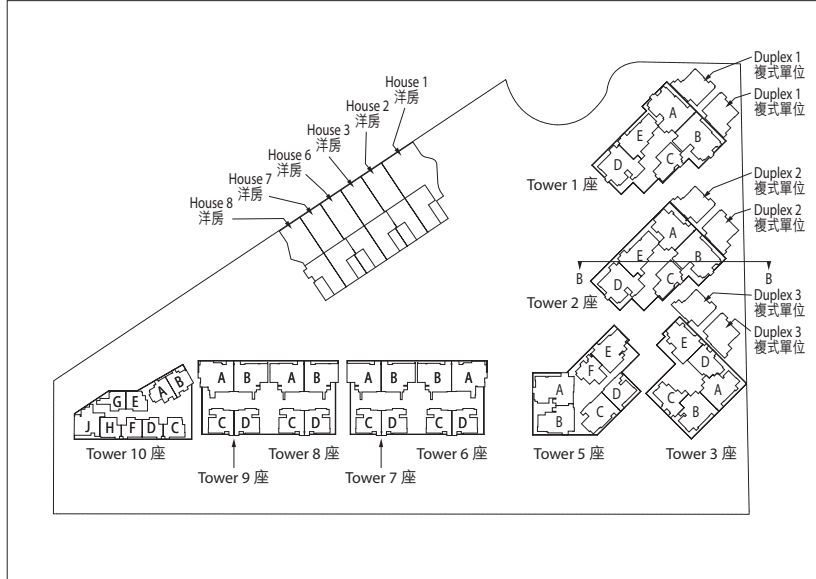 House 1
洋房
House 2
洋房
House 3
洋房
House 6
洋房
House 7
洋房
House 8
洋房
Duplex 1
複式單位
Duplex 1
複式單位
A
E
B
D
C
Tower 1 座
Duplex 2
複式單位
Duplex 2
複式單位
A
E
B
D
C
B
B
Tower 2 座
Duplex 3
複式單位
Duplex 3
複式單位
E
D
A
C
B
Tower 3 座
E
F
A
D
B
C
Tower 5 座
A B
G E
J H F D C
Tower 10 座
A B A B
C D C D
Tower 8 座
Tower 9 座
A B B A
C D C D
Tower 6 座
Tower 7 座